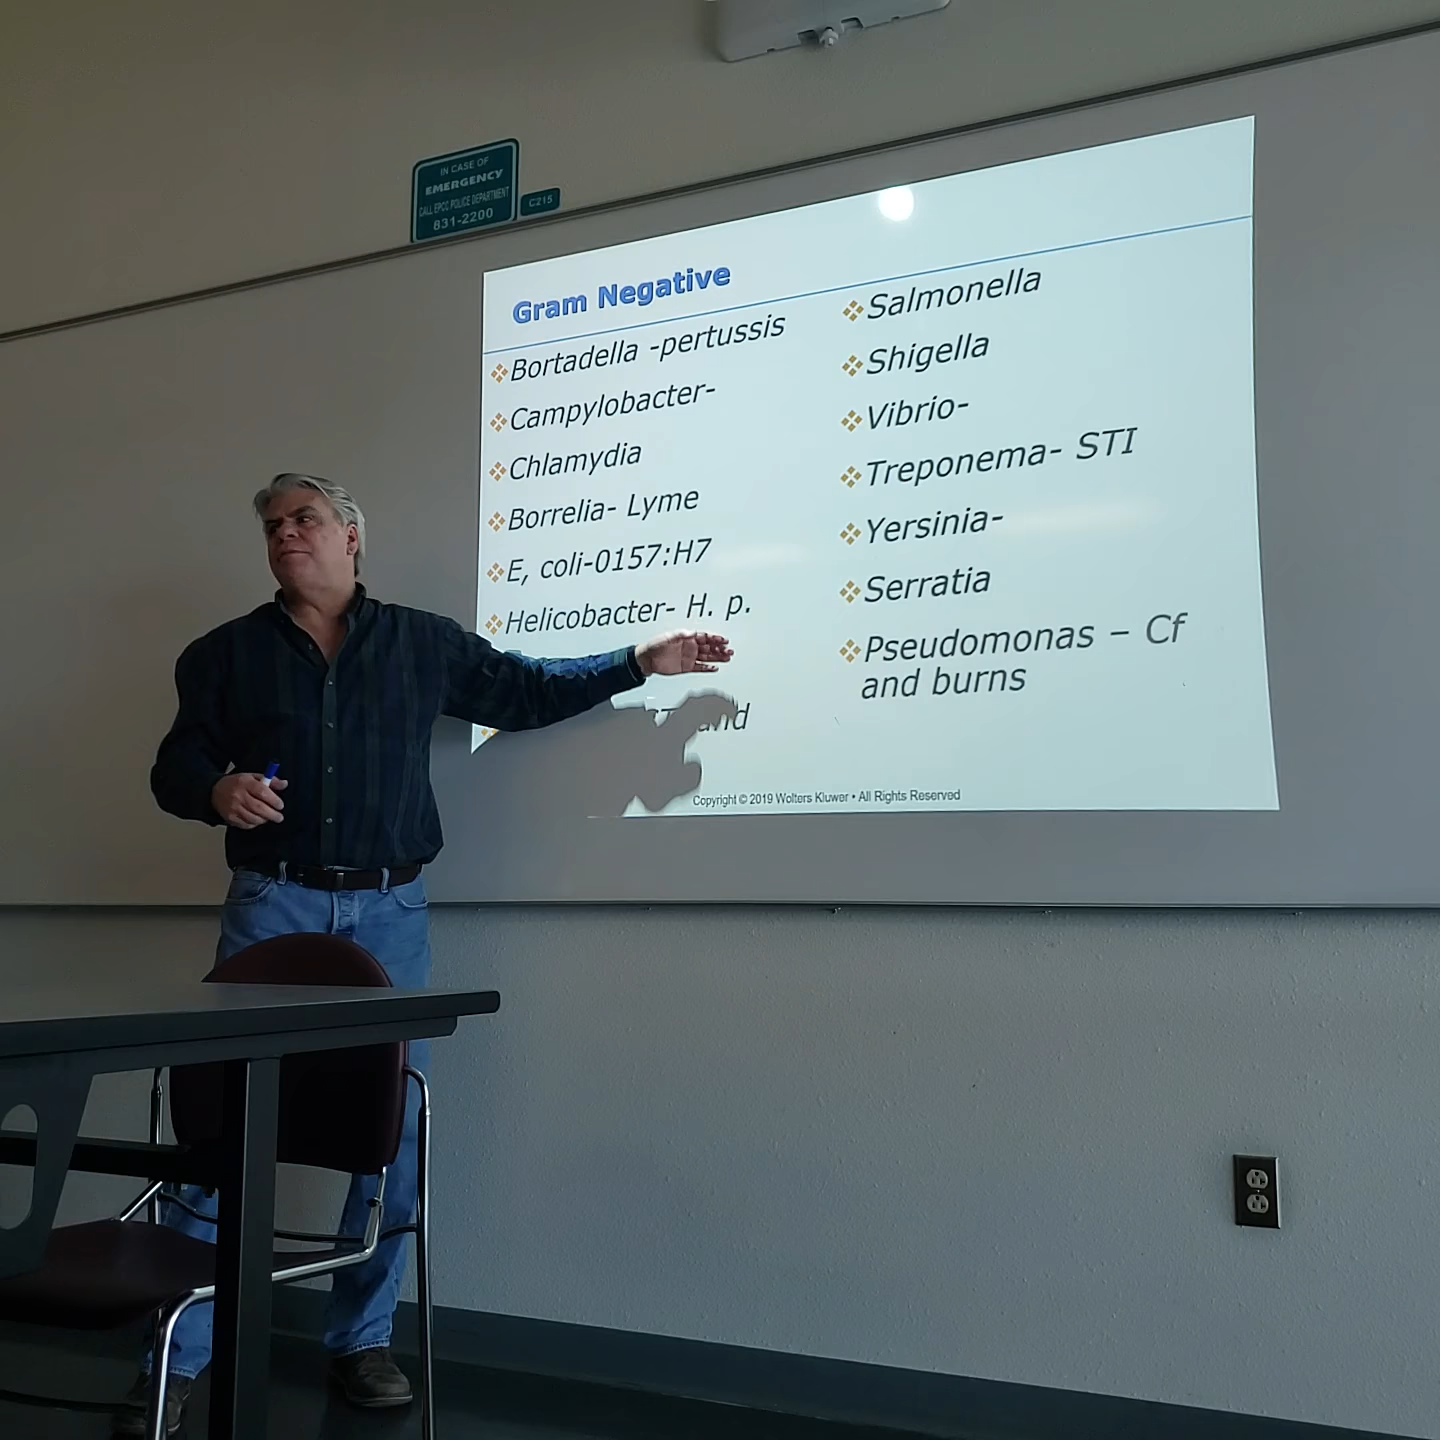 IN CASE OF
EMERGENCY
CALL EPCC POLICE DEPARTMENT
831-2200
C215
Gram Negative
Bortadella -pertussis
Campylobacter-
Chlamydia
Borrelia- Lyme
E, coli-0157:H7
Helicobacter- H. p.
and
Salmonella
Shigella
Vibrio-
Treponema- STI
Yersinia-
Serratia
Pseudomonas – Cf
and burns
Copyright © 2019 Wolters Kluwer • All Rights Reserved